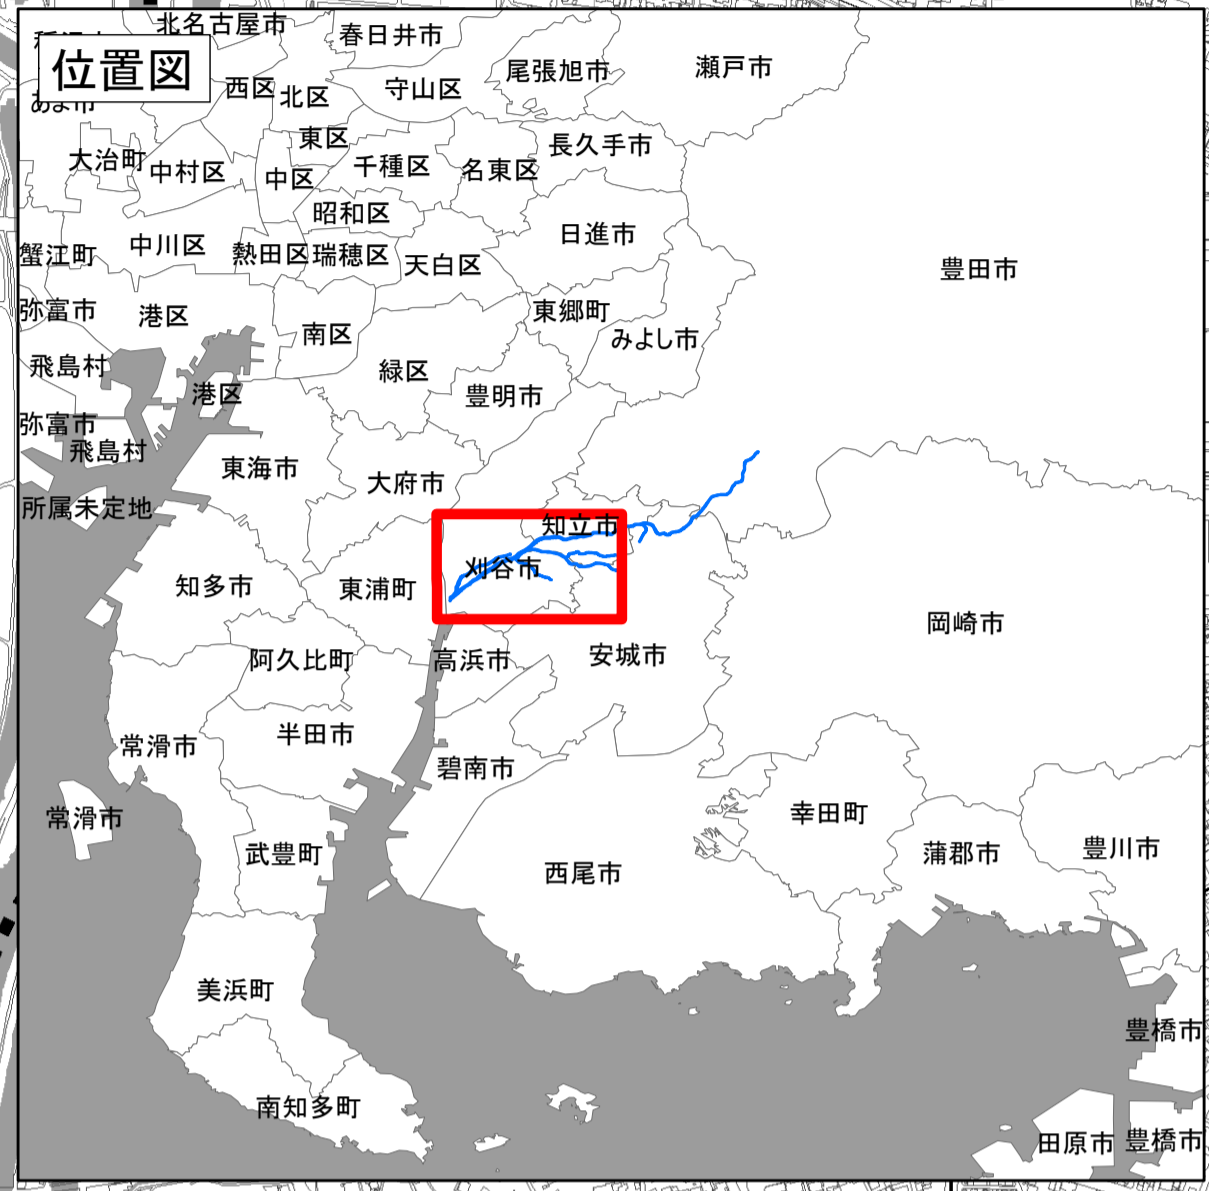 北名古屋市
春日井市
位置図
尾張旭市
瀬戸市
西区
北区
守山区
あま市
東区
長久手市
大治町
中村区
中区
千種区
名東区
昭和区
日進市
蟹江町
中川区
熱田区
瑞穂区
天白区
豊田市
弥富市
港区
東郷町
南区
みよし市
飛島村
緑区
港区
豊明市
弥富市
飛島村
東海市
大府市
所属未定地
知立市
刈谷市
知多市
東浦町
岡崎市
阿久比町
高浜市
安城市
常滑市
半田市
碧南市
常滑市
幸田町
武豊町
西尾市
蒲郡市
豊川市
美浜町
豊橋市
南知多町
田原市
豊橋市